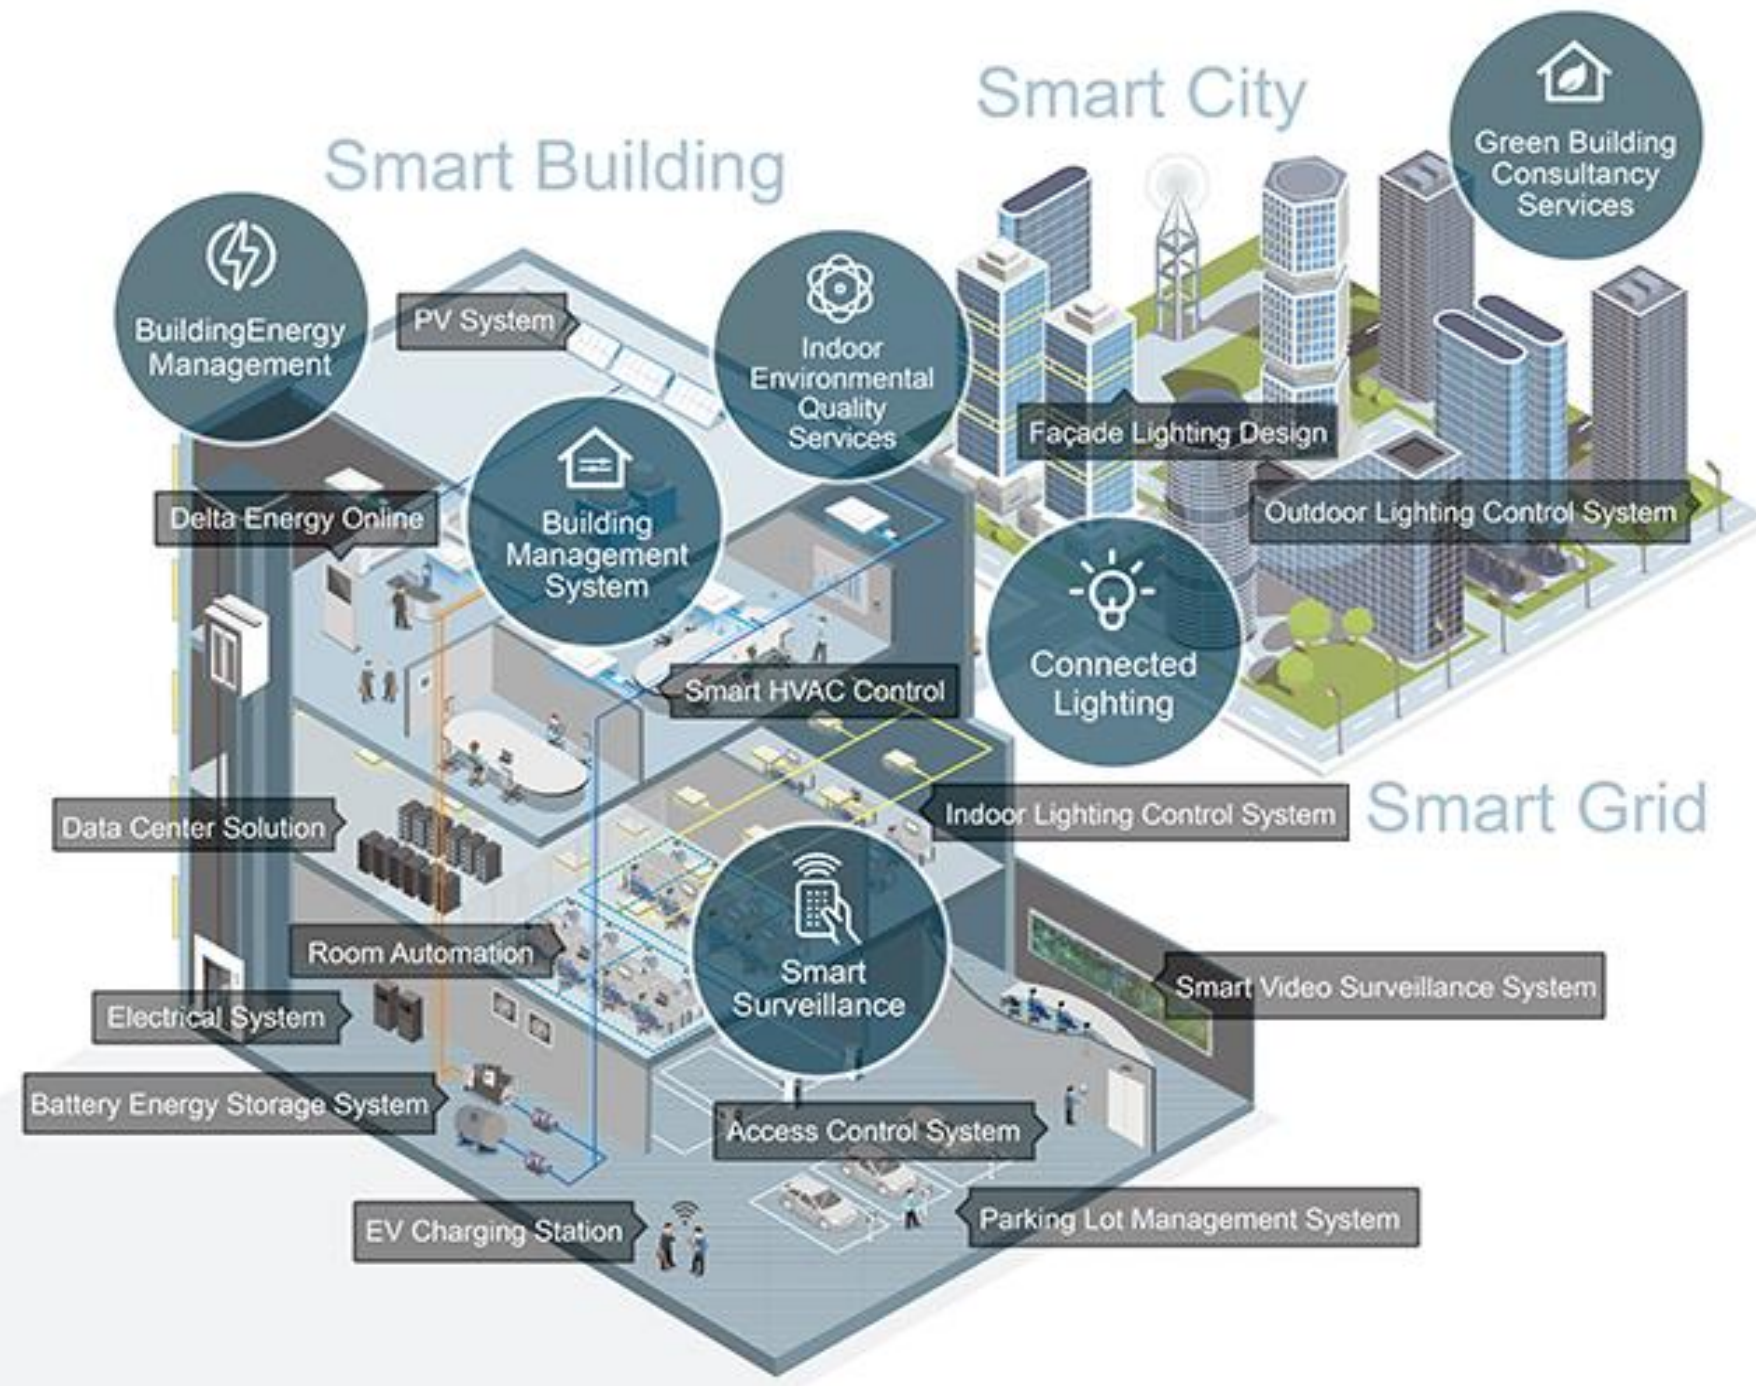 Smart City
Green Building
Consultancy
Services
Smart Building
BuildingEnergy
Management
PV System
Indoor
Environmental
Quality
Services
Façade Lighting Design
Delta Energy Online
Building
Management
System
Outdoor Lighting Control System
Connected
Lighting
Smart HVAC Control
Data Center Solution
Indoor Lighting Control System
Smart Grid
Room Automation
Smart
Surveillance
Smart Video Surveillance System
Electrical System
Battery Energy Storage System
Access Control System
EV Charging Station
Parking Lot Management System